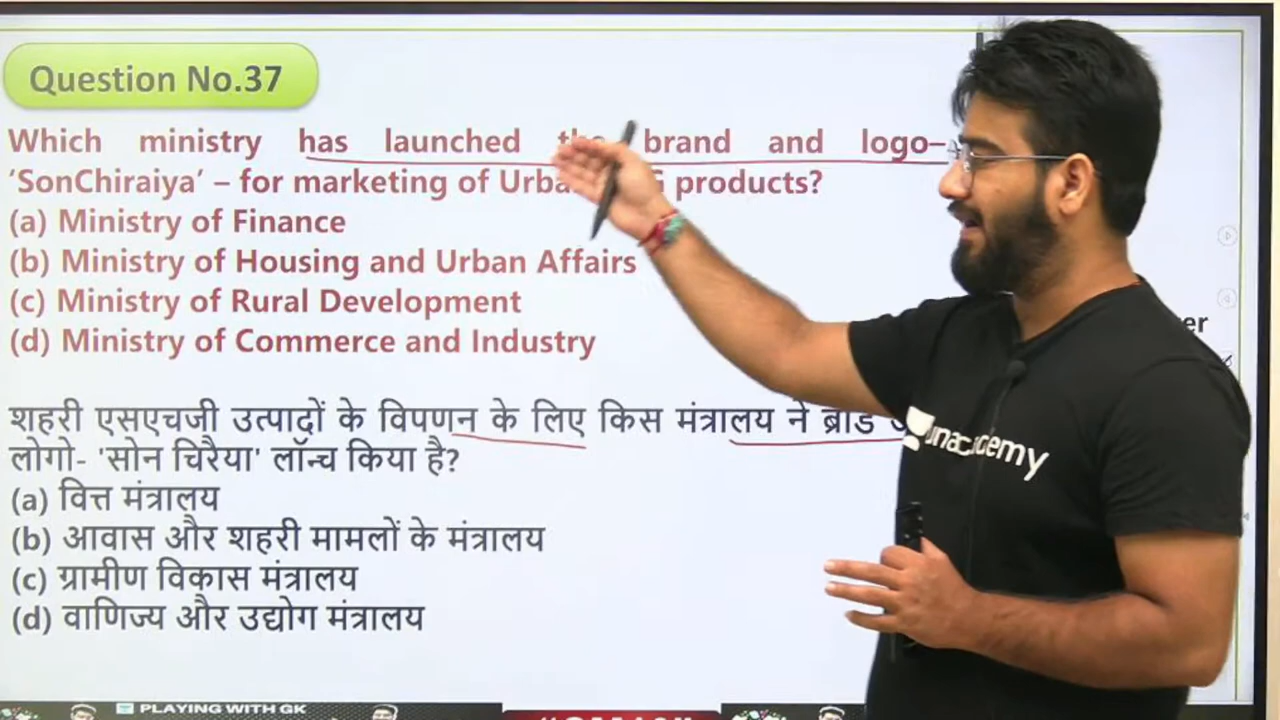 Question No.37
Which ministry has launched the brand and logo–
‘SonChiraiya’ – for marketing of products?
(a) Ministry of Finance
(b) Ministry of Housing and Urban Affairs
(c) Ministry of Rural Development
(d) Ministry of Commerce and Industry
शहरी एसएचजी उत्पादों के विपणन के लिए किस मंत्रालय ने ब्रांड
लोगो- 'सोन चिरैया' लॉन्च किया है?
(a) वित्त मंत्रालय
(b) आवास और शहरी मामलों के मंत्रालय
(c) ग्रामीण विकास मंत्रालय
(d) वाणिज्य और उद्योग मंत्रालय
unacademy
PLAYING WITH GK